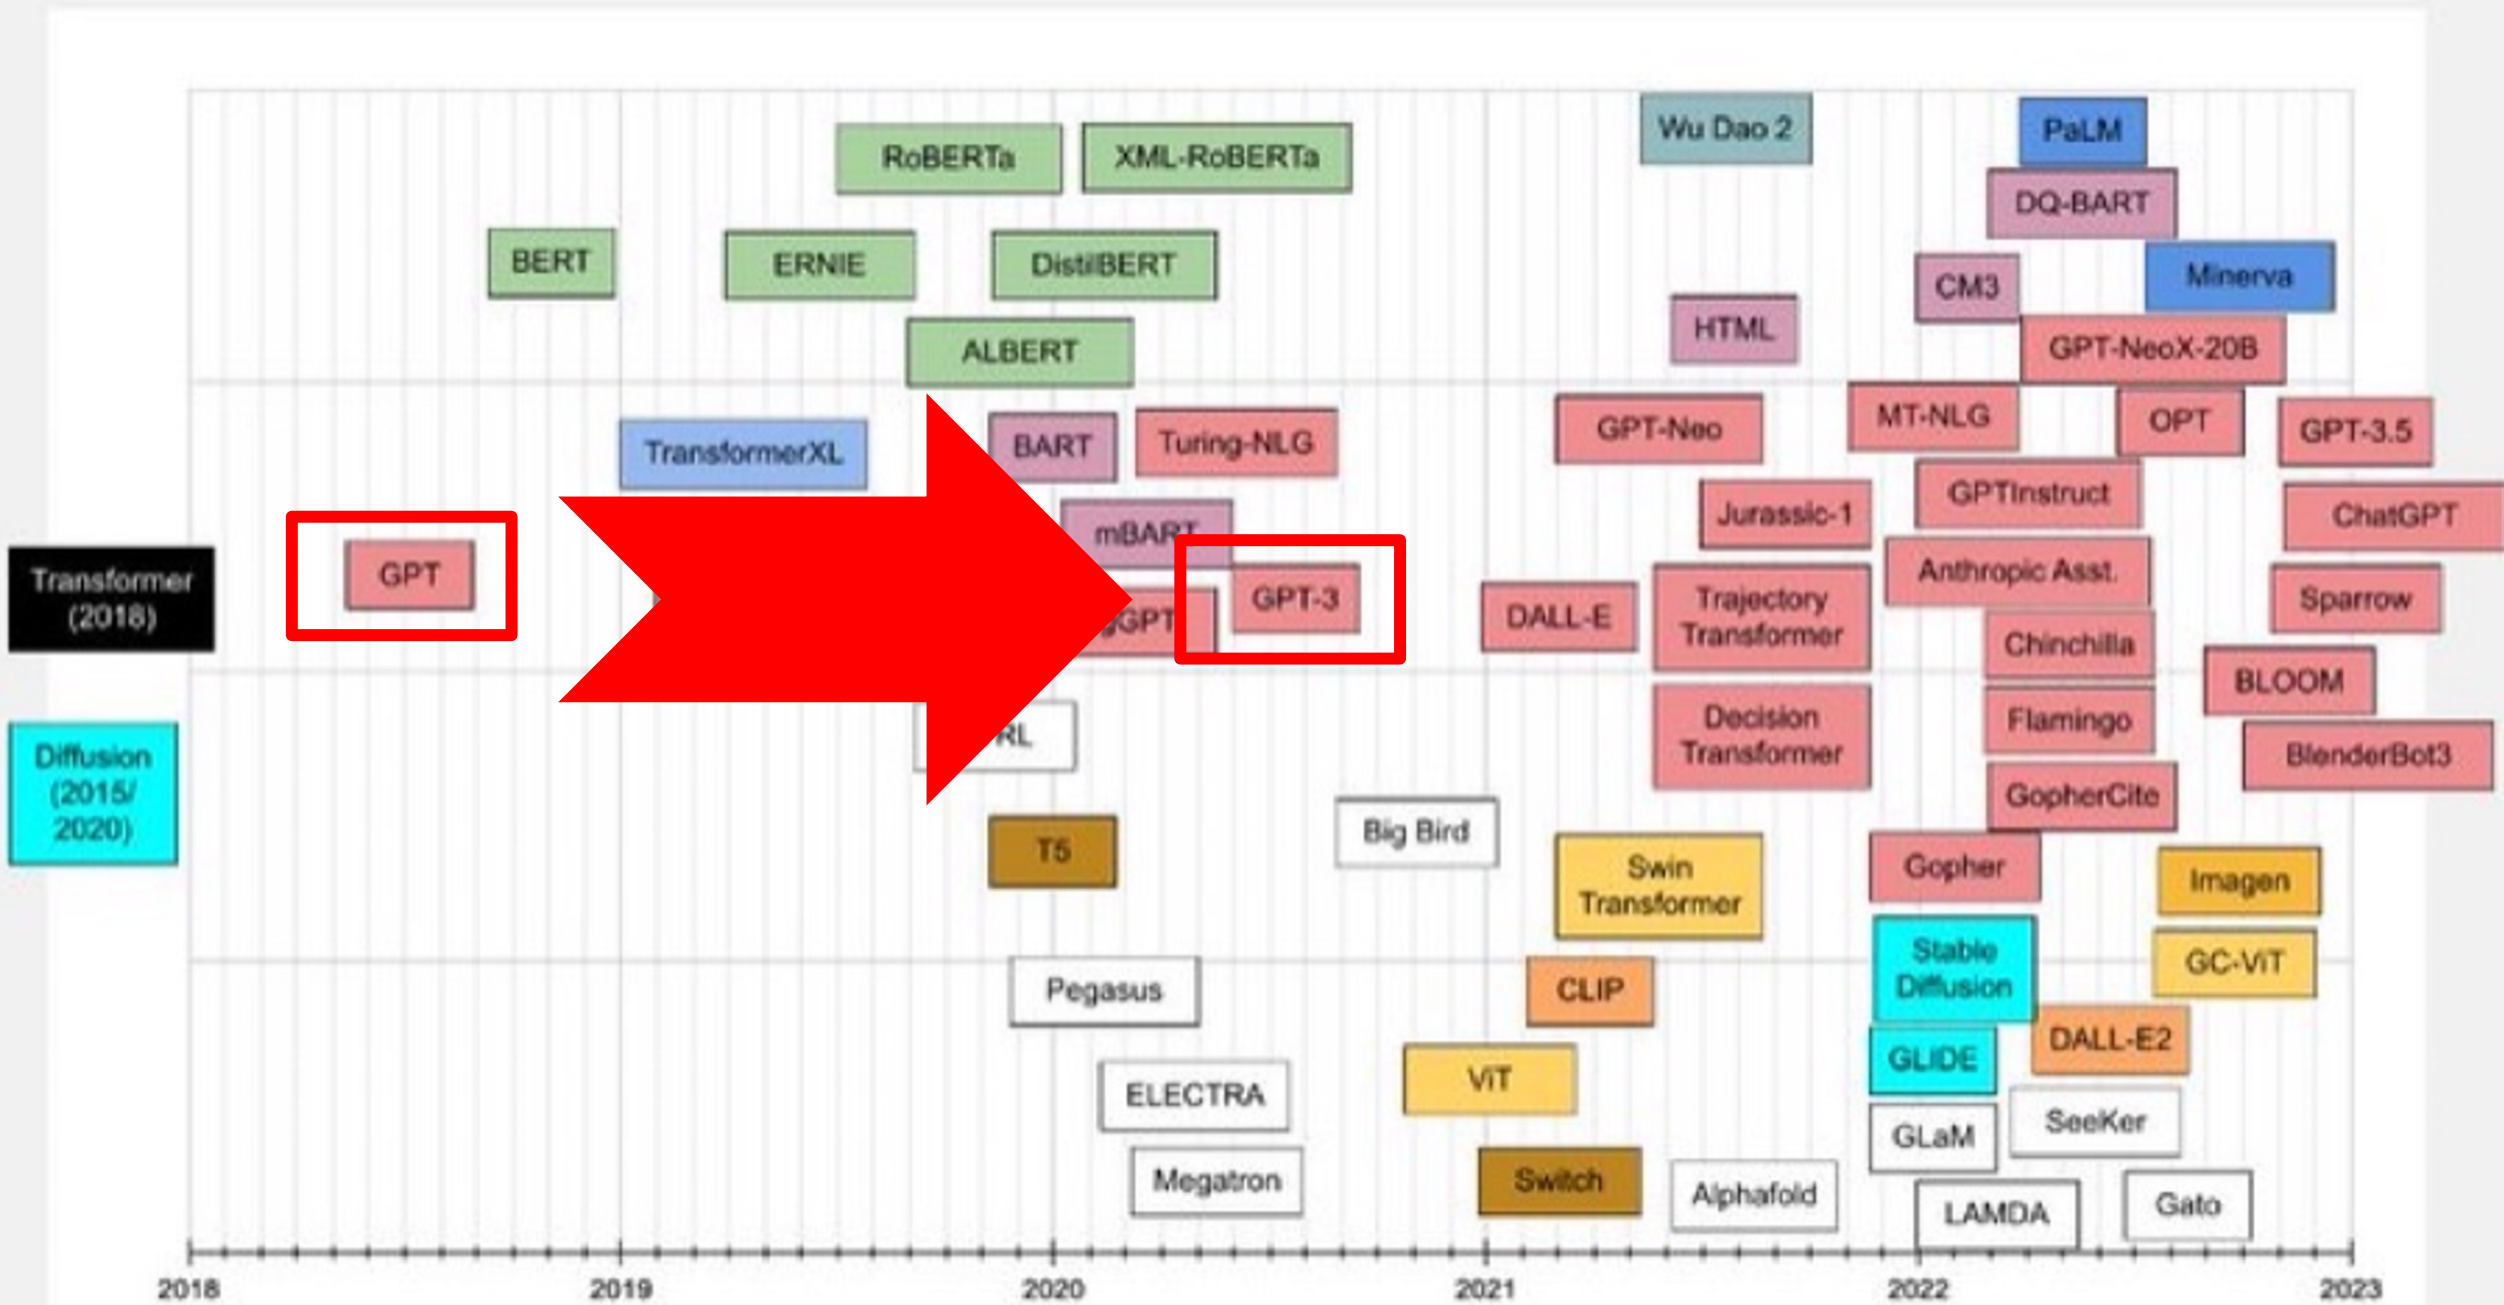 Wu Dao 2
PaLM
RoBERTa
XML-RoBERTa
DQ-BART
BERT
ERNIE
DistilBERT
Minerva
CM3
HTML
ALBERT
GPT-NeoX-20B
TransformerXL
BART
Turing-NLG
GPT-Neo
MT-NLG
OPT
GPT-3.5
GPTInstruct
Jurassic-1
ChatGPT
mBART
Transformer
(2018)
GPT
gGPT
GPT-3
DALL-E
Trajectory
Transformer
Anthropic Asst.
Sparrow
Chinchilla
BLOOM
Diffusion
(2015/
2020)
RL
Decision
Transformer
Flamingo
BlenderBot3
GopherCite
T5
Big Bird
Swin
Transformer
Gopher
Imagen
Pegasus
CLIP
Stable
Diffusion
GC-ViT
ViT
GLIDE
DALL-E2
ELECTRA
GLaM
SeeKer
Megatron
Switch
Alphafold
LAMDA
Gato
2018
2019
2020
2021
2022
2023